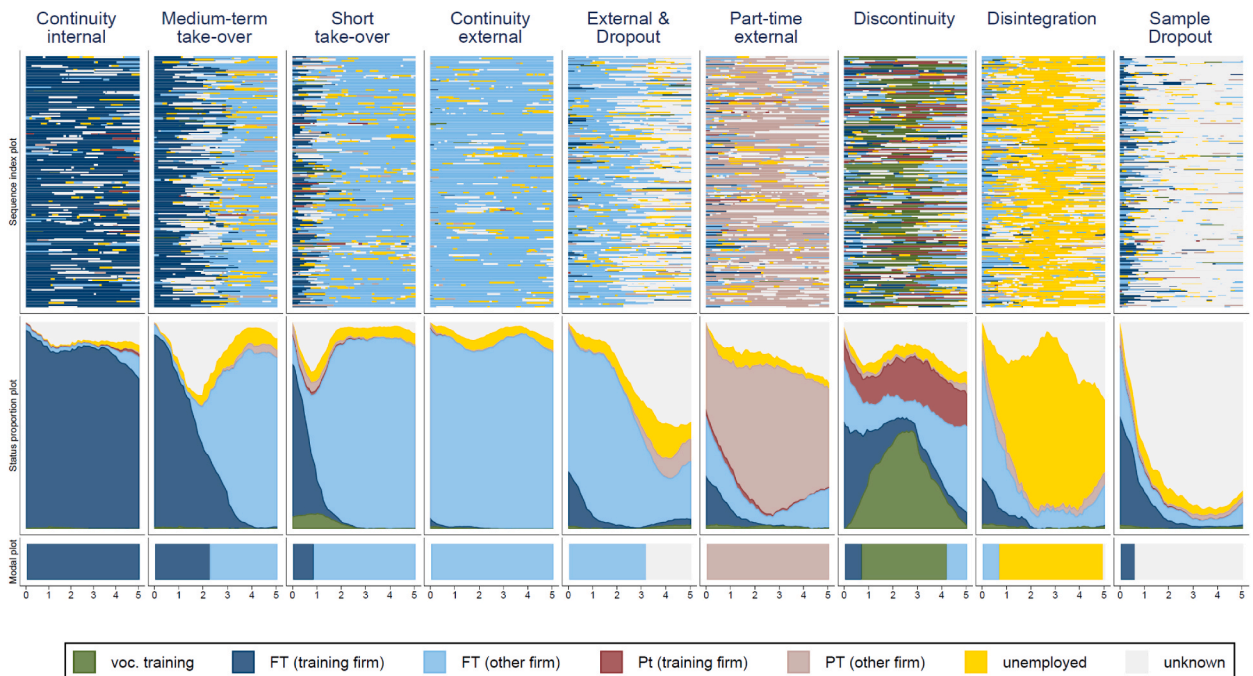 Continuity internal
Medium-term take-over
Short take-over
Continuity external
External & Dropout
Part-time external
Discontinuity
Disintegration
Sample Dropout
Sequence index plot
Status proportion plot
Modal plot
0 1 2 3 4 5
0 1 2 3 4 5
0 1 2 3 4 5
0 1 2 3 4 5
0 1 2 3 4 5
0 1 2 3 4 5
0 1 2 3 4 5
0 1 2 3 4 5
0 1 2 3 4 5
voc. training
FT (training firm)
FT (other firm)
Pt (training firm)
PT (other firm)
unemployed
unknown